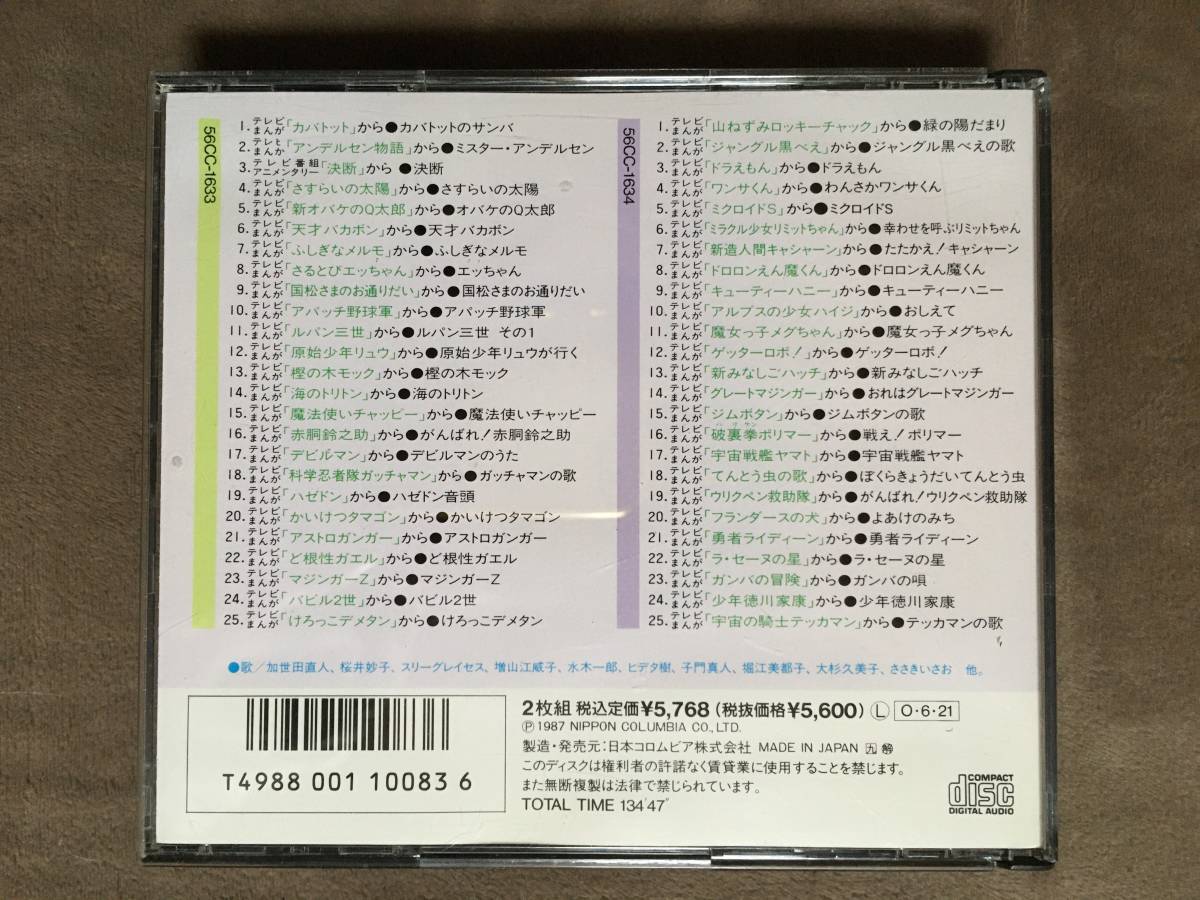 56CC-1633
1. テレビまんが「カバトット」から●カバトットのサンバ
2. テレビまんが「アンデルセン物語」から●ミスター・アンデルセン
3. テレビ番組アニメンタリー「決断」から●決断
4. テレビまんが「さすらいの太陽」から●さすらいの太陽
5. テレビまんが「新オバケのQ太郎」から●オバケのQ太郎
6. テレビまんが「天才バカボン」から●天才バカボン
7. テレビまんが「ふしぎなメルモ」から●ふしぎなメルモ
8. テレビまんが「さるとびエッちゃん」から●エッちゃん
9. テレビまんが「国松さまのお通りだい」から●国松さまのお通りだい
10. テレビまんが「アパッチ野球軍」から●アパッチ野球軍
11. テレビまんが「ルパン三世」から●ルパン三世 その1
12. テレビまんが「原始少年リュウ」から●原始少年リュウが行く
13. テレビまんが「樫の木モック」から●樫の木モック
14. テレビまんが「海のトリトン」から●海のトリトン
15. テレビまんが「魔法使いチャッピー」から●魔法使いチャッピー
16. テレビまんが「赤胴鈴之助」から●がんばれ!赤胴鈴之助
17. テレビまんが「デビルマン」から●デビルマンのうた
18. テレビまんが「科学忍者隊ガッチャマン」から●ガッチャマンの歌
19. テレビまんが「ハゼドン」から●ハゼドン音頭
20. テレビまんが「かいけつタマゴン」から●かいけつタマゴン
21. テレビまんが「アストロガンガー」から●アストロガンガー
22. テレビまんが「ど根性ガエル」から●ど根性ガエル
23. テレビまんが「マジンガーZ」から●マジンガーZ
24. テレビまんが「バビル2世」から●バビル2世
25. テレビまんが「けろっこデメタン」から●けろっこデメタン
56CC-1634
1. テレビまんが「山ねずみロッキーチャック」から●緑の陽だまり
2. テレビまんが「ジャングル黒べえ」から●ジャングル黒べえの歌
3. テレビまんが「ドラえもん」から●ドラえもん
4. テレビまんが「ワンサくん」から●わんさかワンサくん
5. テレビまんが「ミクロイドS」から●ミクロイドS
6. テレビまんが「ミラクル少女リミットちゃん」から●幸わせを呼ぶリミットちゃん
7. テレビまんが「新造人間キャシャーン」から●たたかえ!キャシャーン
8. テレビまんが「ドロロンえん魔くん」から●ドロロンえん魔くん
9. テレビまんが「キューティーハニー」から●キューティーハニー
10. テレビまんが「アルプスの少女ハイジ」から●おしえて
11. テレビまんが「魔女っ子メグちゃん」から●魔女っ子メグちゃん
12. テレビまんが「ゲッターロボ!」から●ゲッターロボ!
13. テレビまんが「新みなしごハッチ」から●新みなしごハッチ
14. テレビまんが「グレートマジンガー」から●おれはグレートマジンガー
15. テレビまんが「ジムボタン」から●ジムボタンの歌
16. テレビまんが「破裏拳ポリマー」から●戦え!ポリマー
17. テレビまんが「宇宙戦艦ヤマト」から●宇宙戦艦ヤマト
18. テレビまんが「てんとう虫の歌」から●ぼくらきょうだいてんとう虫
19. テレビまんが「ウリクペン救助隊」から●がんばれ!ウリクペン救助隊
20. テレビまんが「フランダースの犬」から●よあけのみち
21. テレビまんが「勇者ライディーン」から●勇者ライディーン
22. テレビまんが「ラ・セーヌの星」から●ラ・セーヌの星
23. テレビまんが「ガンバの冒険」から●ガンバの唄
24. テレビまんが「少年徳川家康」から●少年徳川家康
25. テレビまんが「宇宙の騎士テッカマン」から●テッカマンの歌
●歌/加世田直人、桜井妙子、スリーグレイセス、増山江威子、水木一郎、ヒデタ樹、子門真人、堀江美都子、大杉久美子、ささきいさお 他。
T4988 001 10083 6
2枚組 税込定価¥5,768(税抜価格¥5,600) Ⓛ O・6・21
Ⓟ 1987 NIPPON COLUMBIA CO., LTD.
製造・発売元:日本コロムビア株式会社 MADE IN JAPAN 九
このディスクは権利者の許諾なく賃貸業に使用することを禁じます。
また無断複製は法律で禁じられています。
TOTAL TIME 134'47"
COMPACT
disc
DIGITAL AUDIO